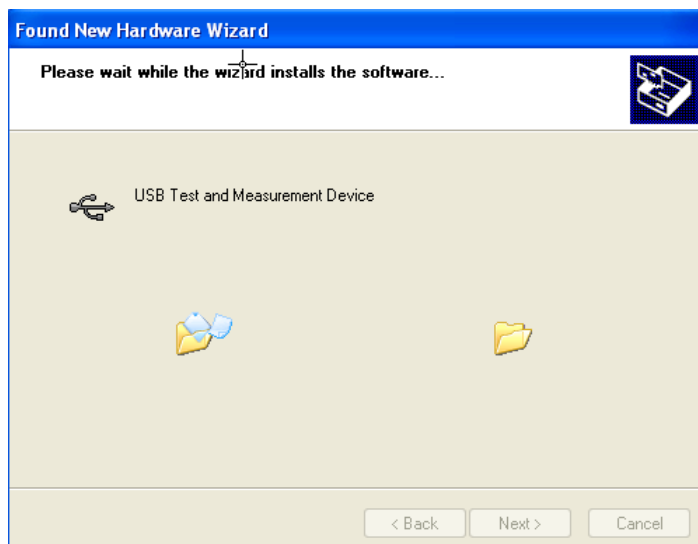 Found New Hardware Wizard
Please wait while the wizard installs the software...
USB Test and Measurement Device
< Back
Next >
Cancel